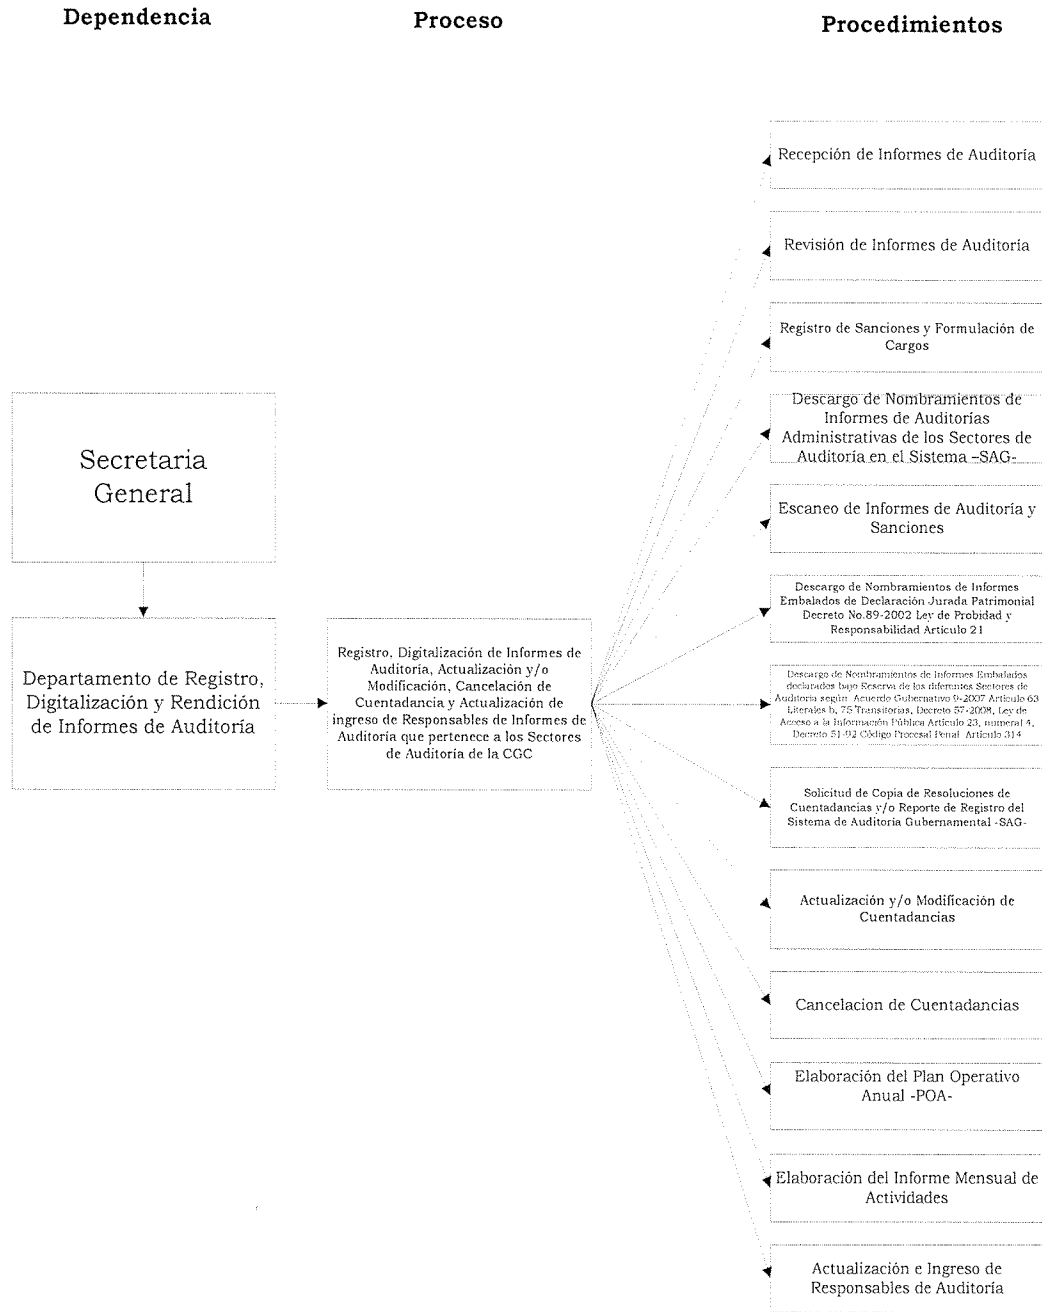 Dependencia
Proceso
Procedimientos
Secretaria
General
Departamento de Registro,
Digitalización y Rendición
de Informes de Auditoría
Registro, Digitalización de Informes de
Auditoría, Actualización y/o
Modificación, Cancelación de
Cuentadancia y Actualización de
ingreso de Responsables de Informes de
Auditoría que pertenece a los Sectores
de Auditoría de la CGC
Recepción de Informes de Auditoría
Revisión de Informes de Auditoría
Registro de Sanciones y Formulación de
Cargos
Descargo de Nombramientos de
Informes de Auditorías
Administrativas de los Sectores de
Auditoría en el Sistema –SAG-
Escaneo de Informes de Auditoría y
Sanciones
Descargo de Nombramientos de Informes
Embalados de Declaración Jurada Patrimonial
Decreto No.89-2002 Ley de Probidad y
Responsabilidad Artículo 21
Descargo de Nombramientos de Informes Embalados
declarados bajo Reserva de los diferentes Sectores de
Auditoría según Acuerdo Gubernativo 9-2007 Artículo 63
Literales b, 75 Transitorias, Decreto 57-2008, Ley de
Acceso a la Información Pública Artículo 23, numeral 4,
Decreto 51-92 Código Procesal Penal Artículo 314
Solicitud de Copia de Resoluciones de
Cuentadancias y/o Reporte de Registro del
Sistema de Auditoria Gubernamental -SAG-
Actualización y/o Modificación de
Cuentadancias
Cancelacion de Cuentadancias
Elaboración del Plan Operativo
Anual -POA-
Elaboración del Informe Mensual de
Actividades
Actualización e Ingreso de
Responsables de Auditoría